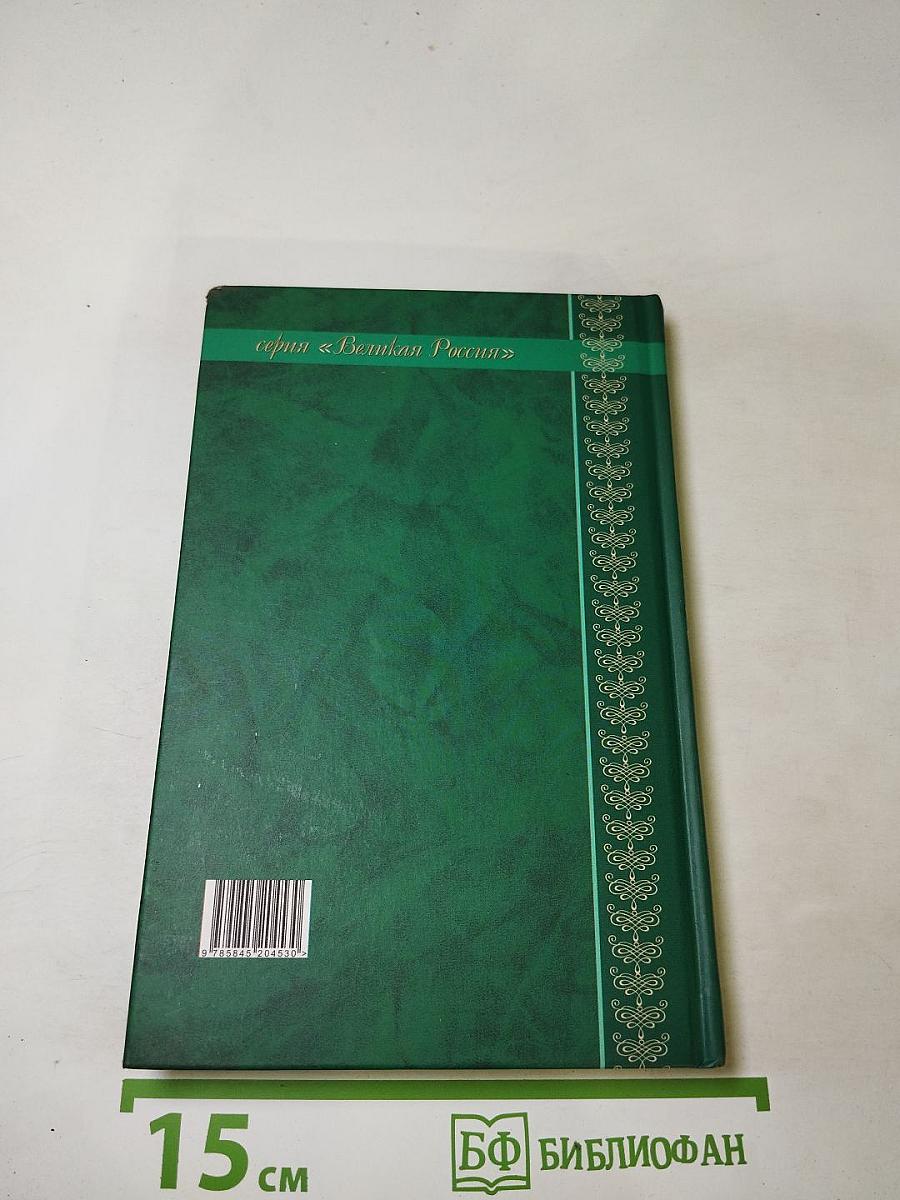 серия «Великая Россия»
9 785845 204530 >
15 см
БФ БИБЛИОФАН